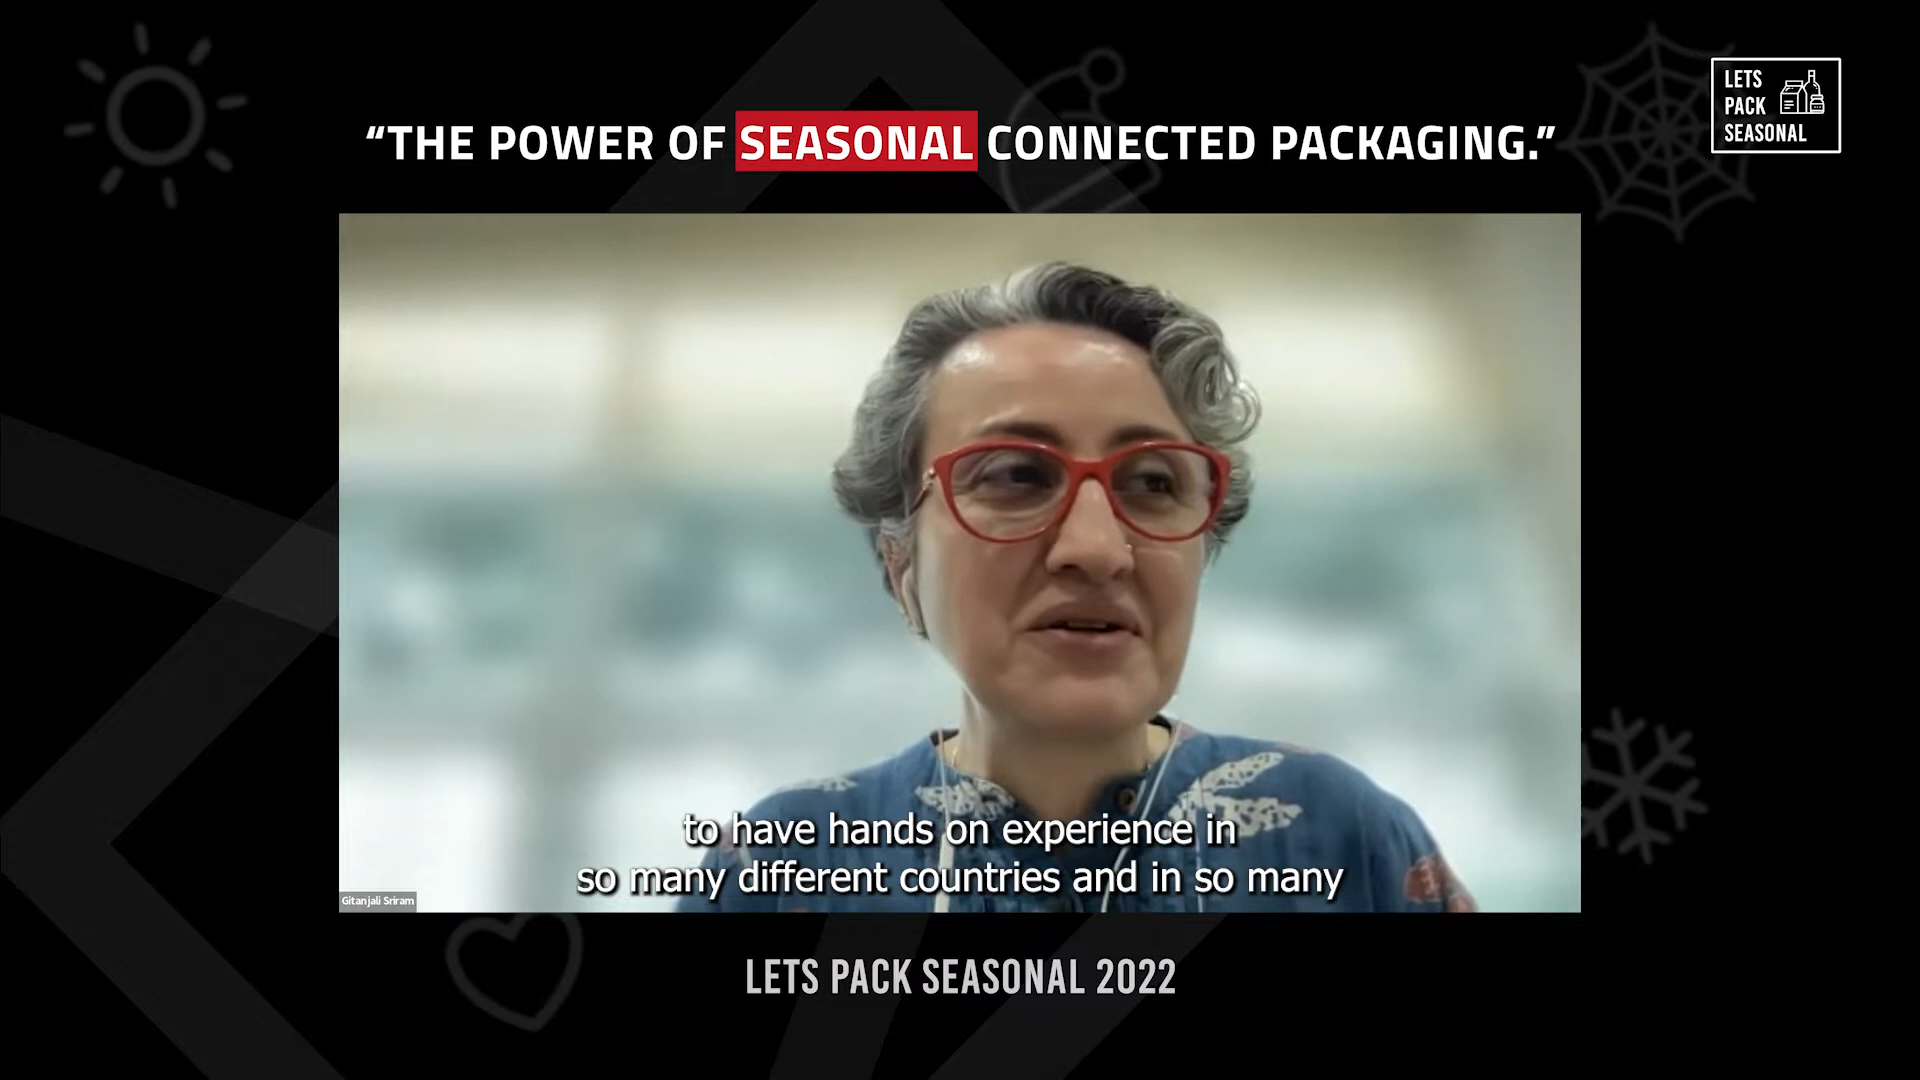 LETS
PACK
SEASONAL
“THE POWER OF SEASONAL CONNECTED PACKAGING.”
to have hands on experience in
so many different countries and in so many
Gitanjali Sriram
LETS PACK SEASONAL 2022